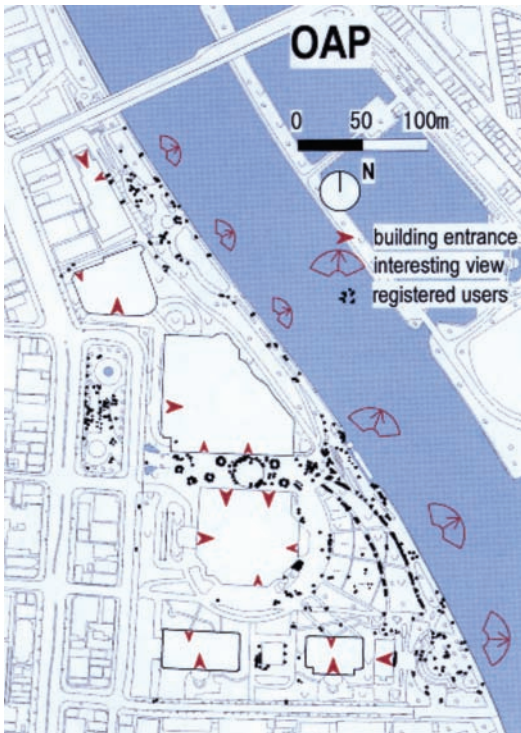 OAP
0 50 100m
N
building entrance
interesting view
registered users